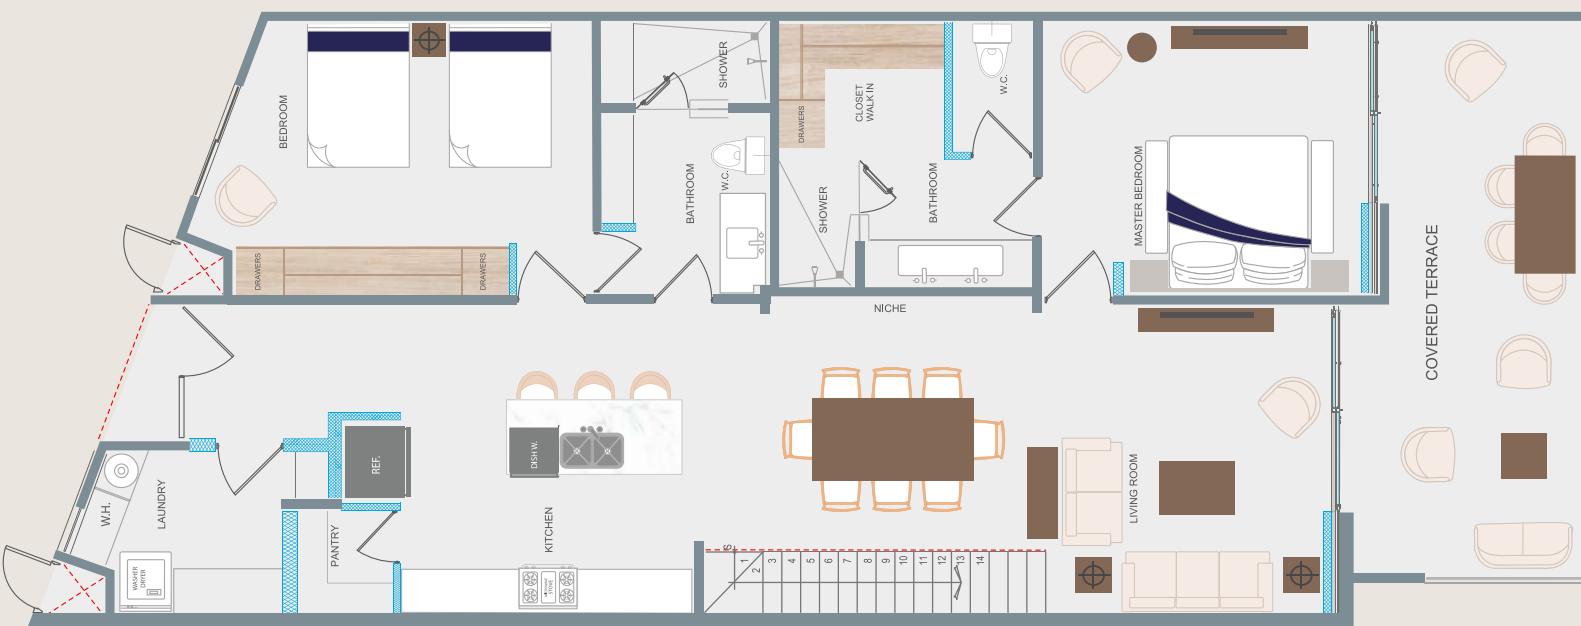 BEDROOM
SHOWER
DRAWERS
CLOSET
WALK IN
W.C.
BATHROOM
W.C.
SHOWER
BATHROOM
MASTER BEDROOM
COVERED TERRACE
DRAWERS
DRAWERS
NICHE
REF.
DISH W.
W.H.
LAUNDRY
PANTRY
KITCHEN
LIVING ROOM
WASHER
DRYER
STOVE
S
1
2
3
4
5
6
7
8
9
10
11
12
13
14